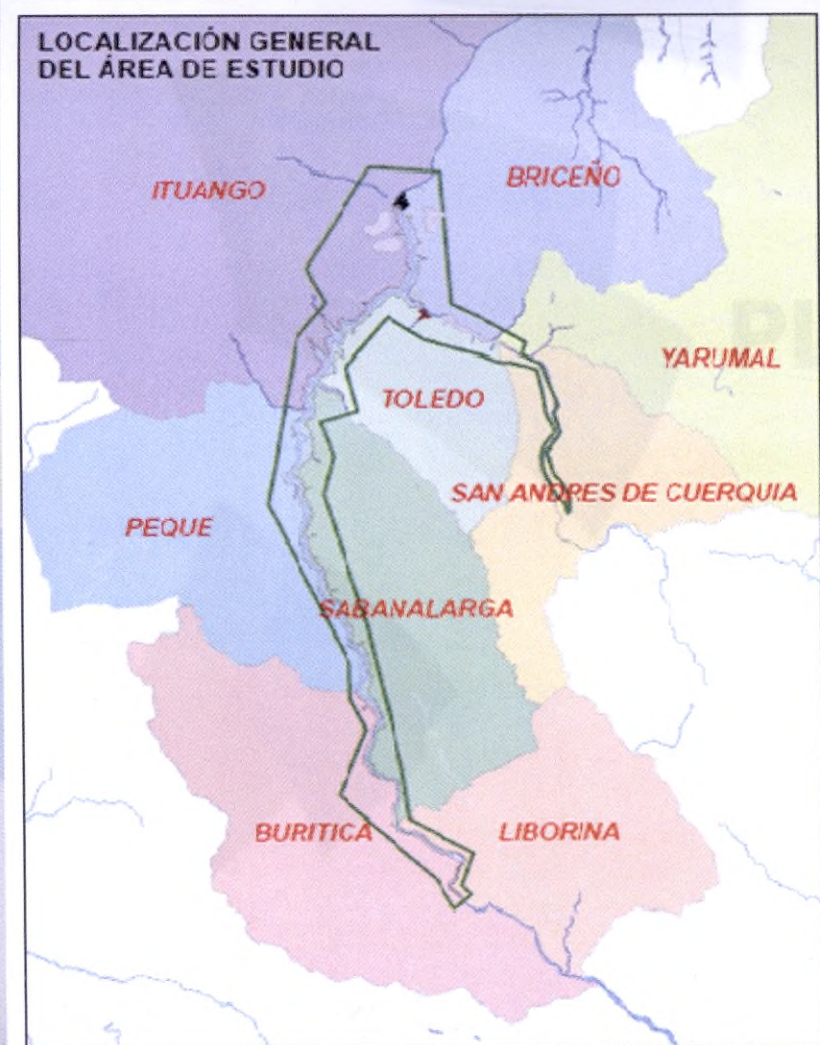 LOCALIZACIÓN GENERAL
DEL ÁREA DE ESTUDIO
ITUANGO
BRICEÑO
YARUMAL
TOLEDO
SAN ANDRES DE CUERQUIA
PEQUE
SABANALARGA
BURITICA
LIBORINA